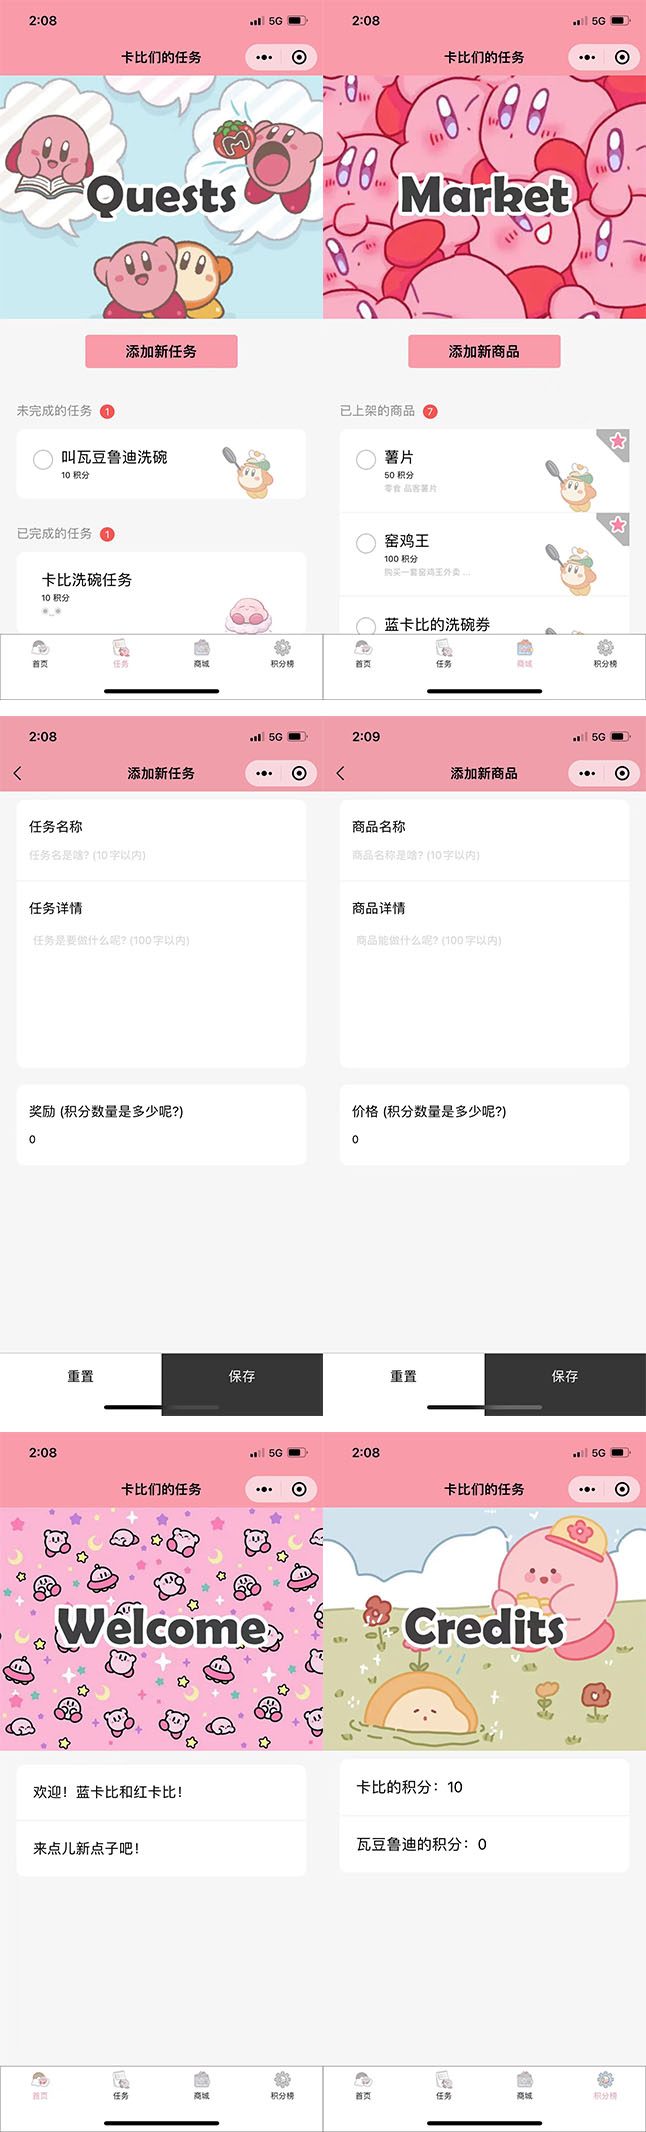 2:08
5G
卡比们的任务
Quests
添加新任务
未完成的任务 1
叫瓦豆鲁迪洗碗
10 积分
已完成的任务 1
卡比洗碗任务
10 积分
首页 任务 商城 积分榜
2:08
5G
卡比们的任务
Market
添加新商品
已上架的商品 7
薯片
50 积分
零食 品客薯片
窑鸡王
100 积分
购买一套窑鸡王外卖 ...
蓝卡比的洗碗券
首页 任务 商城 积分榜
2:08
5G
添加新任务
任务名称
任务名是啥? (10字以内)
任务详情
任务是要做什么呢? (100字以内)
奖励 (积分数量是多少呢?)
0
重置 保存
2:09
5G
添加新商品
商品名称
商品名称是啥? (10字以内)
商品详情
商品能做什么呢? (100字以内)
价格 (积分数量是多少呢?)
0
重置 保存
2:08
5G
卡比们的任务
Welcome
欢迎！蓝卡比和红卡比！
来点儿新点子吧！
首页 任务 商城 积分榜
2:08
5G
卡比们的任务
Credits
卡比的积分：10
瓦豆鲁迪的积分：0
首页 任务 商城 积分榜